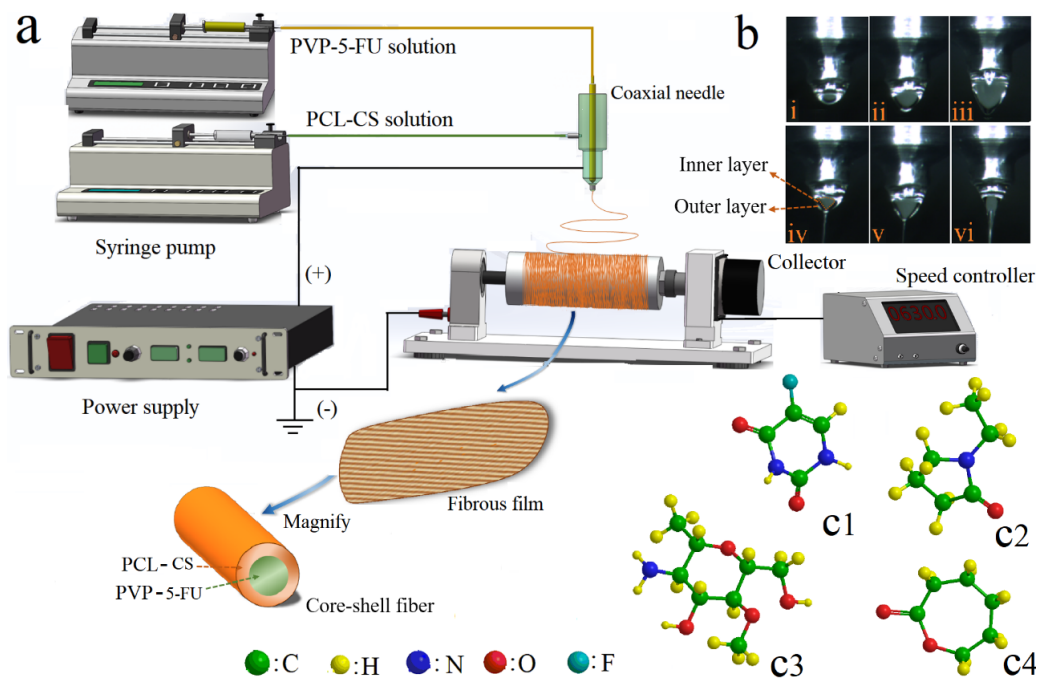 a
PVP-5-FU solution
PCL-CS solution
Coaxial needle
Syringe pump
(+)
(-)
Power supply
Collector
Speed controller
0630.0
Fibrous film
Magnify
PCL-CS
PVP-5-FU
Core-shell fiber
b
i
ii
iii
Inner layer
Outer layer
iv
v
vi
c1
c2
c3
c4
:C
:H
:N
:O
:F